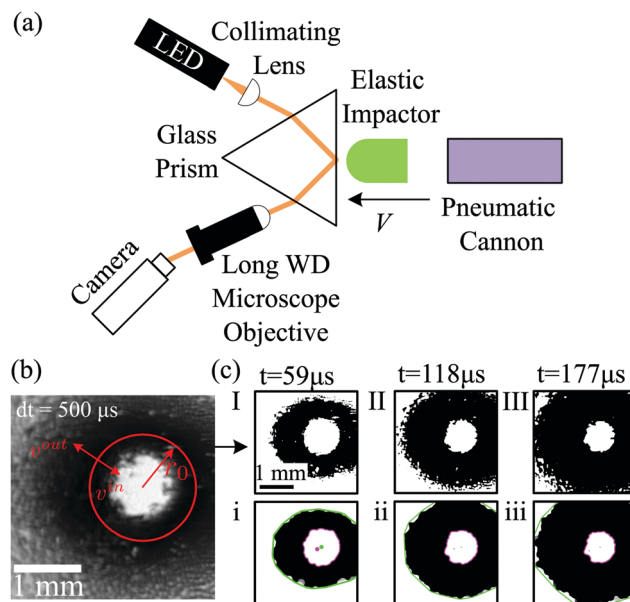 (a)
LED
Collimating
Lens
Elastic
Impactor
Glass
Prism
V
Pneumatic
Cannon
Camera
Long WD
Microscope
Objective
(b)
dt = 500 μs
v^out
v^in
r₀
1 mm
(c)
t=59μs
t=118μs
t=177μs
I
II
III
1 mm
i
ii
iii